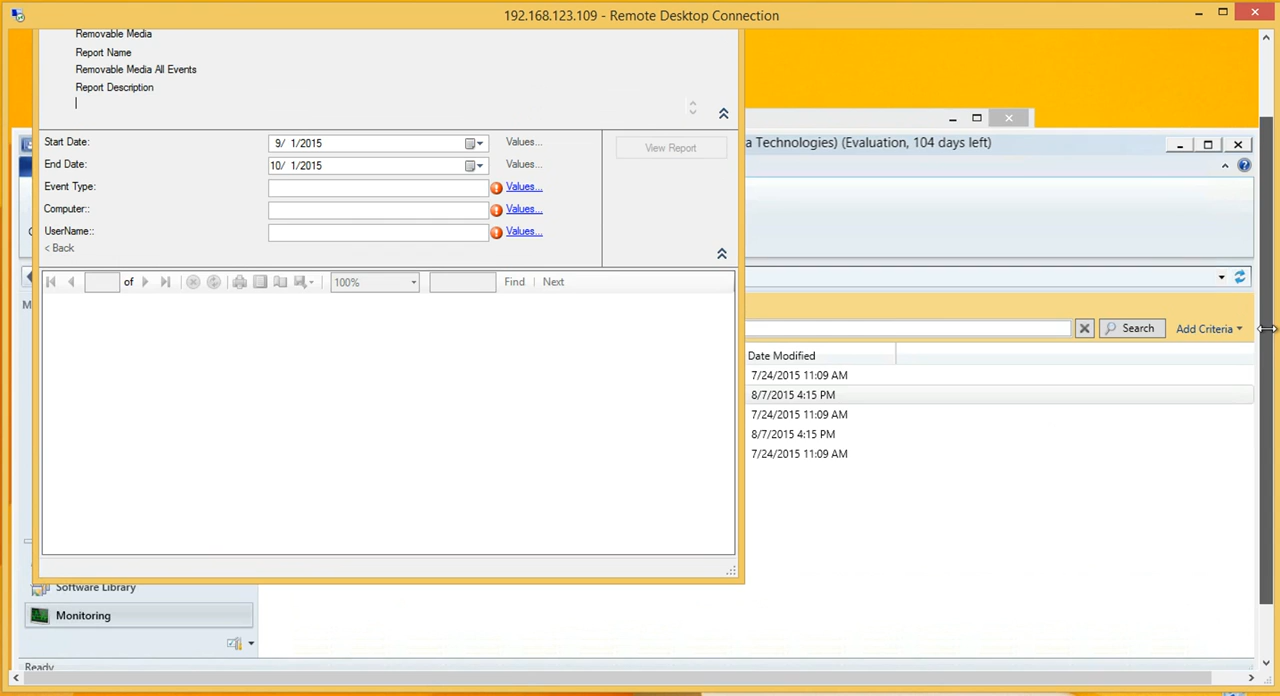 192.168.123.109 - Remote Desktop Connection
Removable Media
Report Name
Removable Media All Events
Report Description
Start Date: 9/ 1/2015 Values...
View Report
a Technologies) (Evaluation, 104 days left)
End Date: 10/ 1/2015 Values...
Event Type: Values...
Computer:: Values...
UserName:: Values...
< Back
of 100% Find | Next
Search Add Criteria
Date Modified
7/24/2015 11:09 AM
8/7/2015 4:15 PM
7/24/2015 11:09 AM
8/7/2015 4:15 PM
7/24/2015 11:09 AM
Software Library
Monitoring
Ready